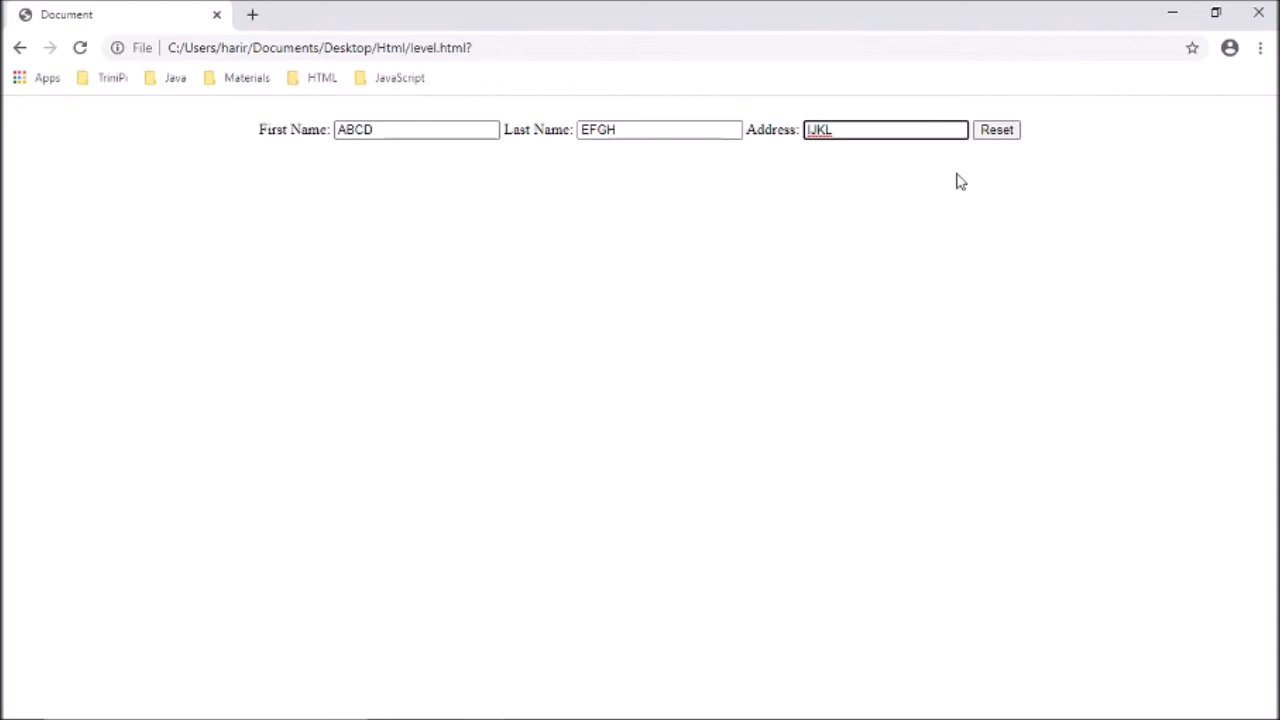 Document
File C:/Users/harir/Documents/Desktop/Html/level.html?
Apps TriniPi Java Materials HTML JavaScript
First Name: ABCD Last Name: EFGH Address: IJKL Reset